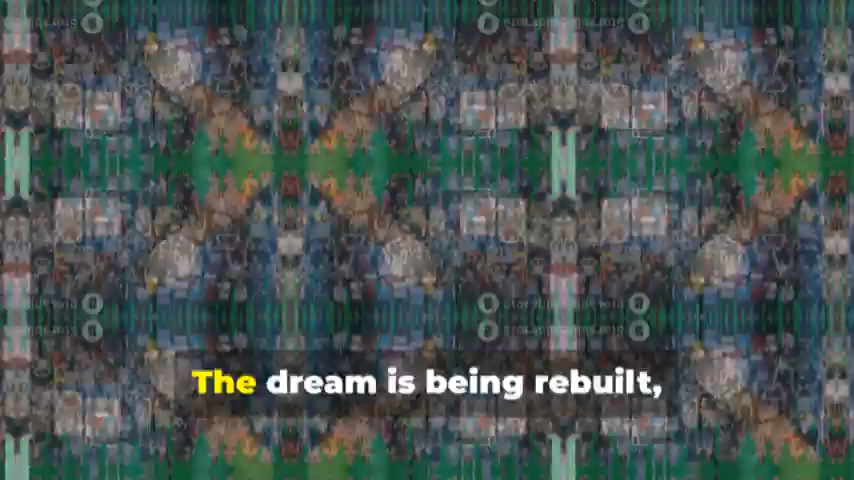 The dream is being rebuilt,